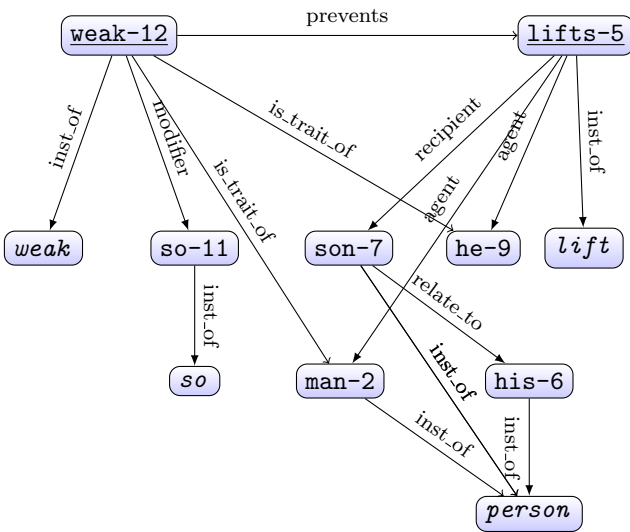 prevents
weak-12
lifts-5
inst_of
modifier
is_trait_of
is_trait_of
recipient
agent
agent
inst_of
weak
so-11
son-7
he-9
lift
inst_of
relate_to
inst_of
so
man-2
his-6
inst_of
inst_of
person